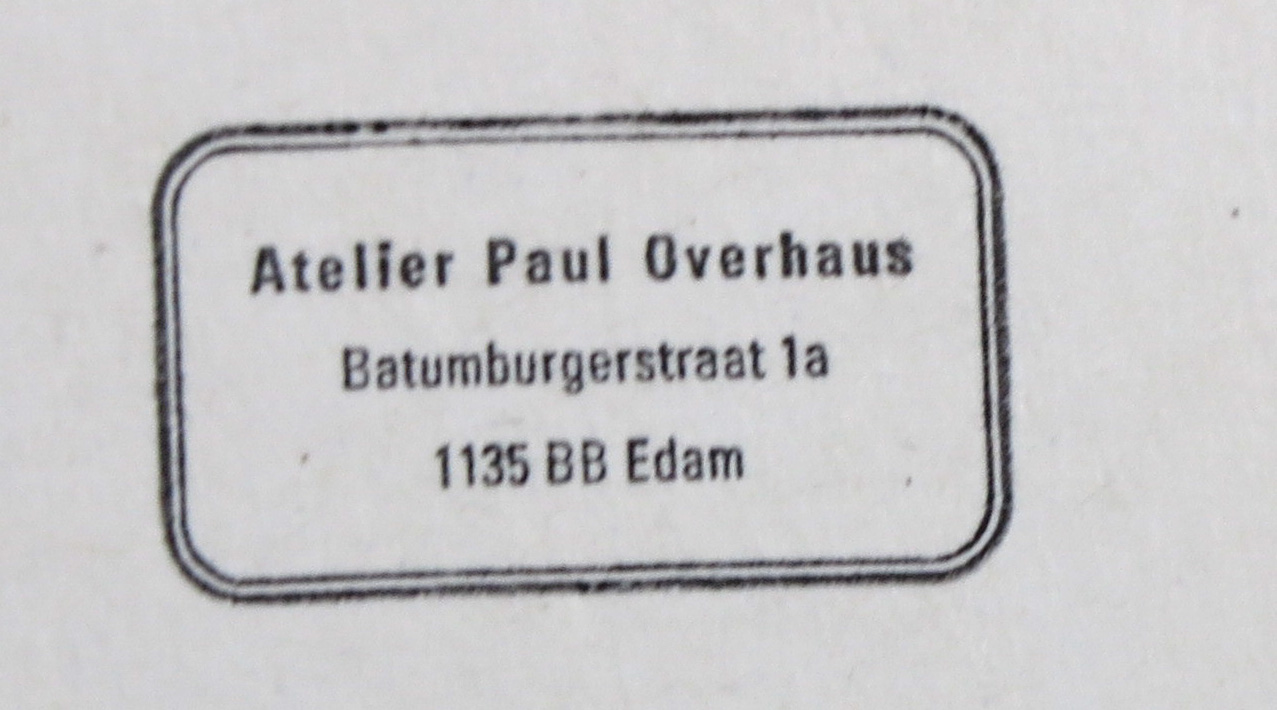 Atelier Paul Overhaus
Batumburgerstraat 1a
1135 BB Edam